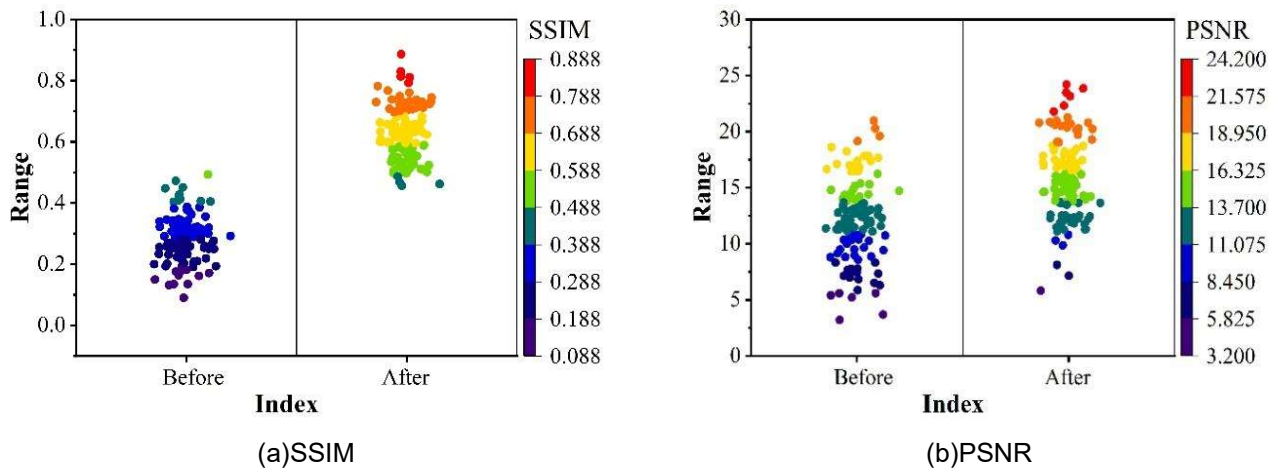 1.0
0.8
0.6
0.4
0.2
0.0
Range
Before
After
Index
SSIM
0.888
0.788
0.688
0.588
0.488
0.388
0.288
0.188
0.088
(a)SSIM
30
25
20
15
10
5
0
Range
Before
After
Index
PSNR
24.200
21.575
18.950
16.325
13.700
11.075
8.450
5.825
3.200
(b)PSNR